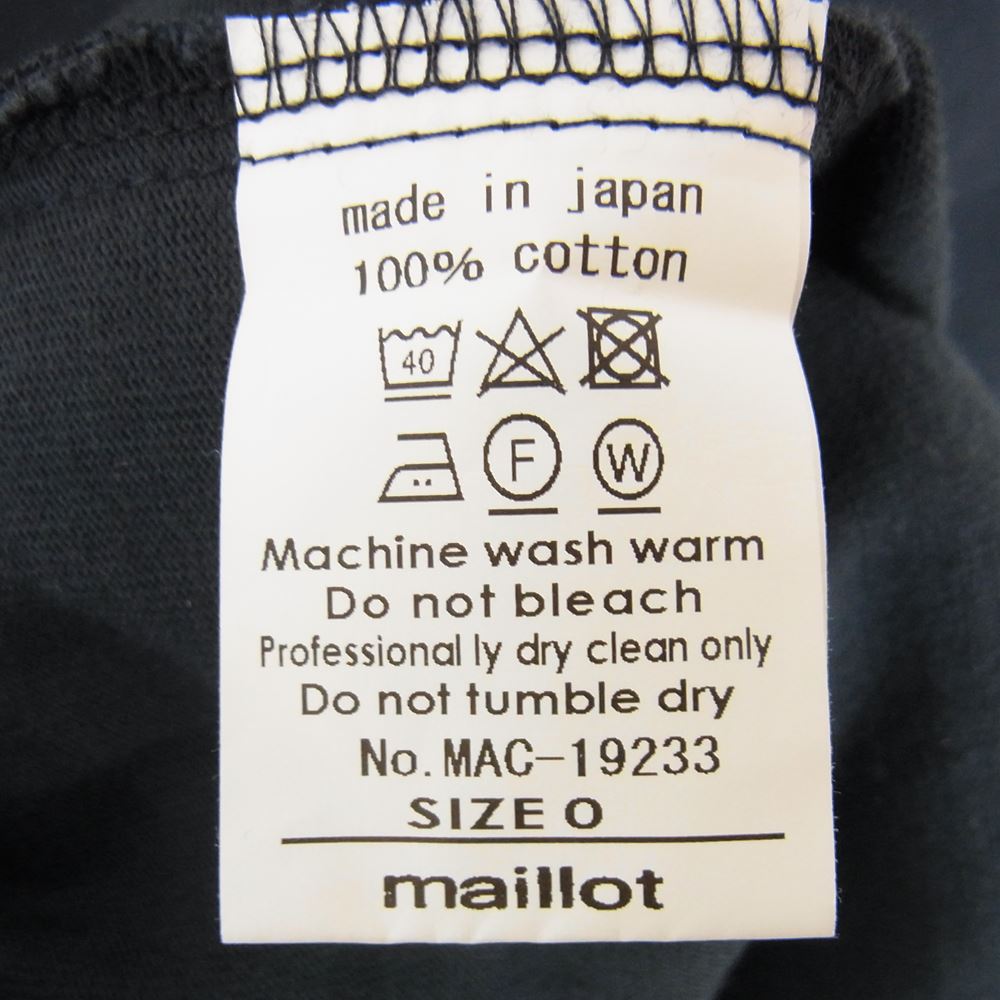 made in japan
100% cotton
40
F W
Machine wash warm
Do not bleach
Professional ly dry clean only
Do not tumble dry
No.MAC-19233
SIZE O
maillot